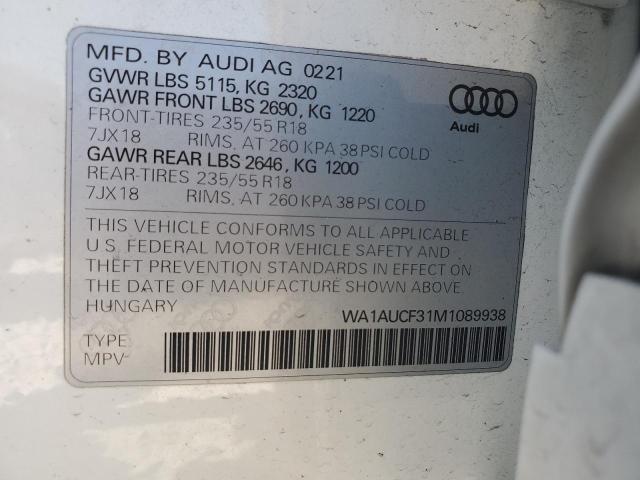 MFD. BY AUDI AG 0221
GVWR LBS 5115, KG 2320
GAWR FRONT LBS 2690, KG 1220
FRONT-TIRES 235/55 R18
7JX18 RIMS, AT 260 KPA 38 PSI COLD
GAWR REAR LBS 2646, KG 1200
REAR-TIRES 235/55 R18
7JX18 RIMS, AT 260 KPA 38 PSI COLD
Audi
THIS VEHICLE CONFORMS TO ALL APPLICABLE
U.S. FEDERAL MOTOR VEHICLE SAFETY AND
THEFT PREVENTION STANDARDS IN EFFECT ON
THE DATE OF MANUFACTURE SHOWN ABOVE.
HUNGARY
WA1AUCF31M1089938
TYPE
MPV